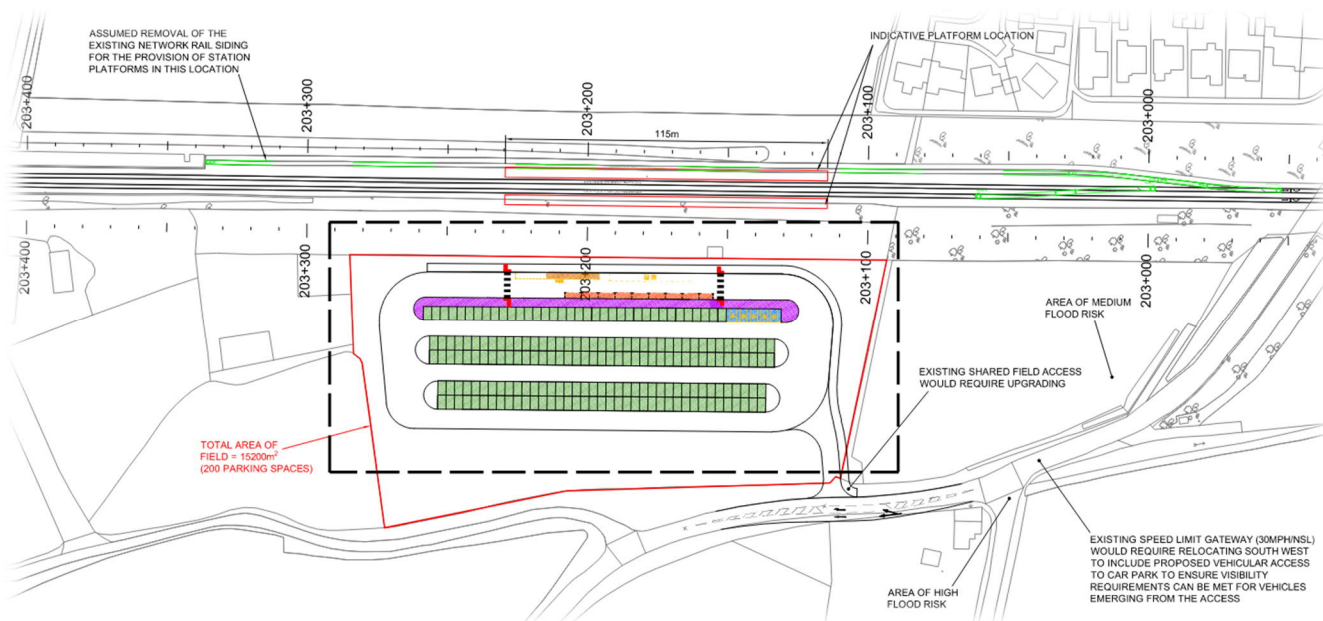 ASSUMED REMOVAL OF THE
EXISTING NETWORK RAIL SIDING
FOR THE PROVISION OF STATION
PLATFORMS IN THIS LOCATION
INDICATIVE PLATFORM LOCATION
203+400
203+300
203+200
203+100
203+000
115m
203+400
203+300
203+200
203+100
203+000
AREA OF MEDIUM
FLOOD RISK
EXISTING SHARED FIELD ACCESS
WOULD REQUIRE UPGRADING
TOTAL AREA OF
FIELD = 15200m²
(200 PARKING SPACES)
EXISTING SPEED LIMIT GATEWAY (30MPH/NSL)
WOULD REQUIRE RELOCATING SOUTH WEST
TO INCLUDE PROPOSED VEHICULAR ACCESS
TO CAR PARK TO ENSURE VISIBILITY
REQUIREMENTS CAN BE MET FOR VEHICLES
EMERGING FROM THE ACCESS
AREA OF HIGH
FLOOD RISK